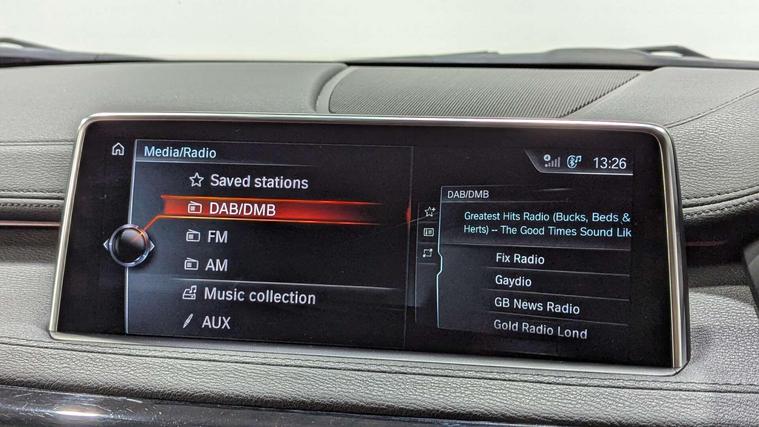 Media/Radio
13:26
Saved stations
DAB/DMB
FM
AM
Music collection
AUX
DAB/DMB
Greatest Hits Radio (Bucks, Beds &
Herts) -- The Good Times Sound Lik
Fix Radio
Gaydio
GB News Radio
Gold Radio Lond